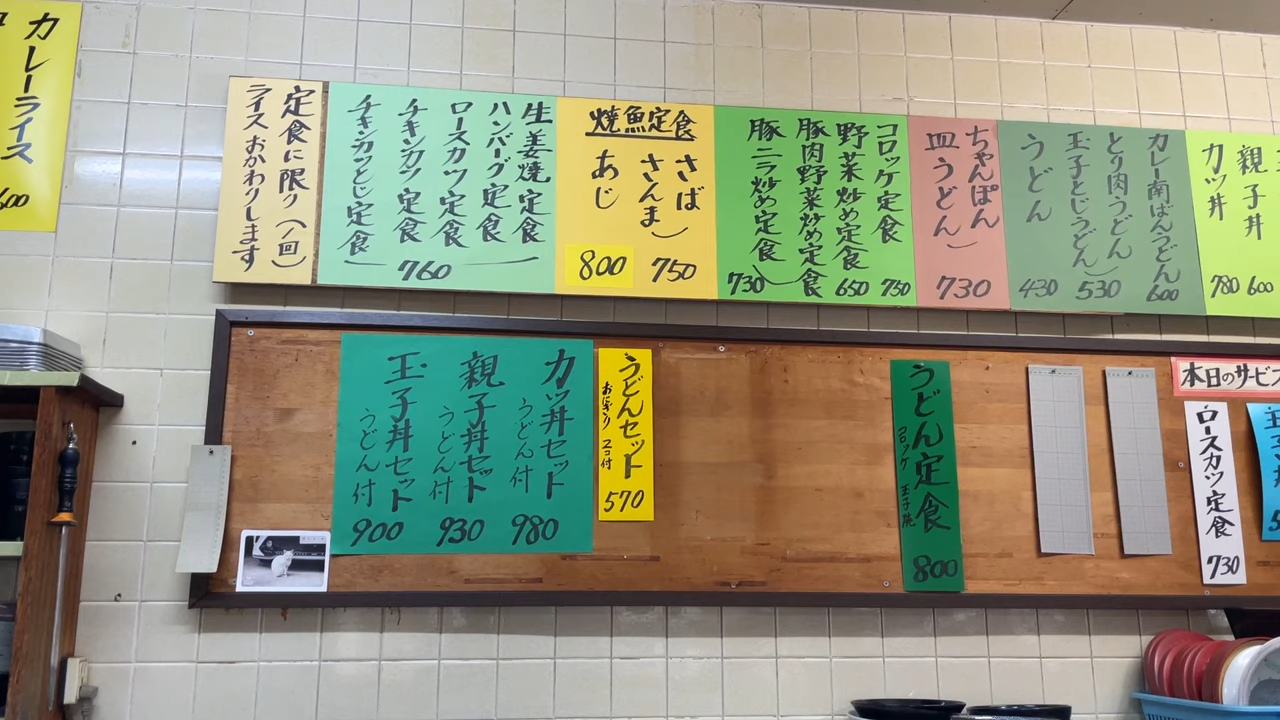 カレーライス
600
定食に限り(1回)
ライスおかわりします
生姜焼定食
ハンバーグ定食
ロースカツ定食
チキンカツ定食
チキンカツとじ定食
760
焼魚定食
さば
さんま
750
あじ
800
コロッケ定食
750
野菜炒め定食
650
豚肉野菜炒め定食
豚ニラ炒め定食
730
ちゃんぽん
皿うどん
730
カレー南ばんうどん
600
とり肉うどん
玉子とじうどん
530
うどん
430
親子丼
600
カツ丼
780
カツ丼セット
うどん付
980
親子丼セット
うどん付
930
玉子丼セット
うどん付
900
うどんセット
おにぎり 2コ付
570
うどん定食
コロッケ 玉子焼
800
本日のサービス
ロースカツ定食
730